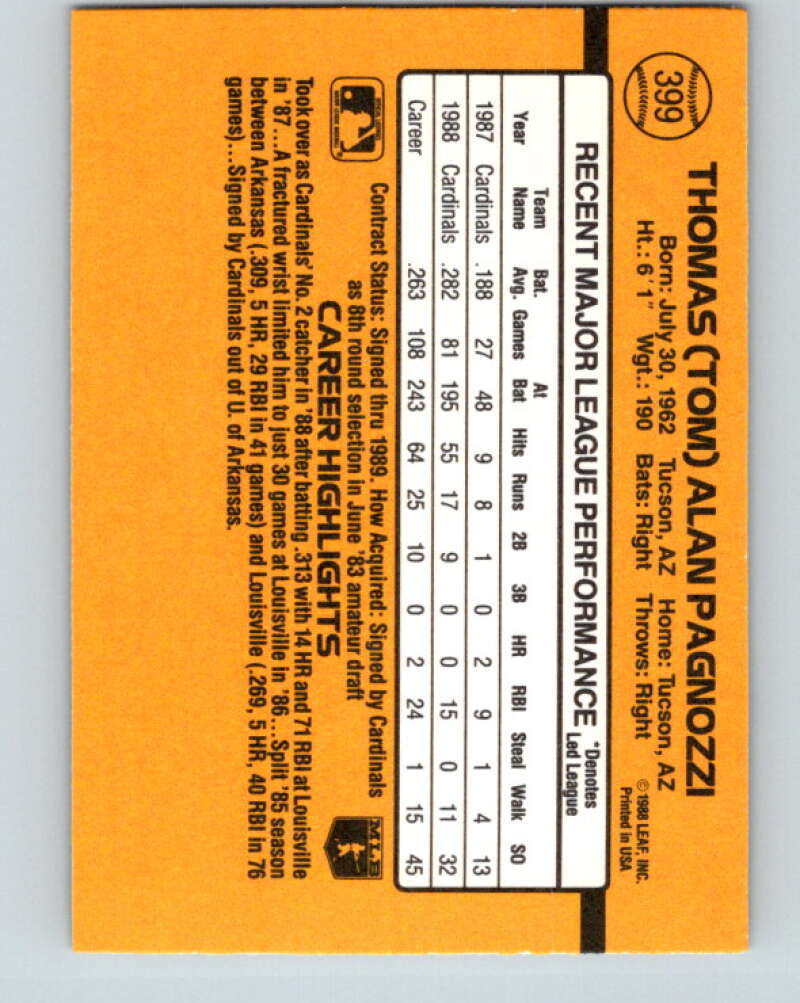 399
THOMAS (TOM) ALAN PAGNOZZI
Born: July 30, 1962 Tucson, AZ Home: Tucson, AZ
Ht.: 6'1" Wgt.: 190 Bats: Right Throws: Right
© 1988 LEAF, INC.
Printed in USA
RECENT MAJOR LEAGUE PERFORMANCE *Denotes Led League
Year Team Name Bat. Avg. Games At Bat Hits Runs 2B 3B HR RBI Steal Walk SO
1987 Cardinals .188 27 48 9 8 1 0 2 9 1 4 13
1988 Cardinals .282 81 195 55 17 9 0 0 15 0 11 32
Career .263 108 243 64 25 10 0 2 24 1 15 45
Contract Status: Signed thru 1989. How Acquired: Signed by Cardinals
as 8th round selection in June '83 amateur draft
MLB
CAREER HIGHLIGHTS
Took over as Cardinals' No. 2 catcher in '88 after batting .313 with 14 HR and 71 RBI at Louisville
in '87...A fractured wrist limited him to just 30 games at Louisville in '86...Split '85 season
between Arkansas (.309, 5 HR, 29 RBI in 41 games) and Louisville (.269, 5 HR, 40 RBI in 76
games)...Signed by Cardinals out of U. of Arkansas.